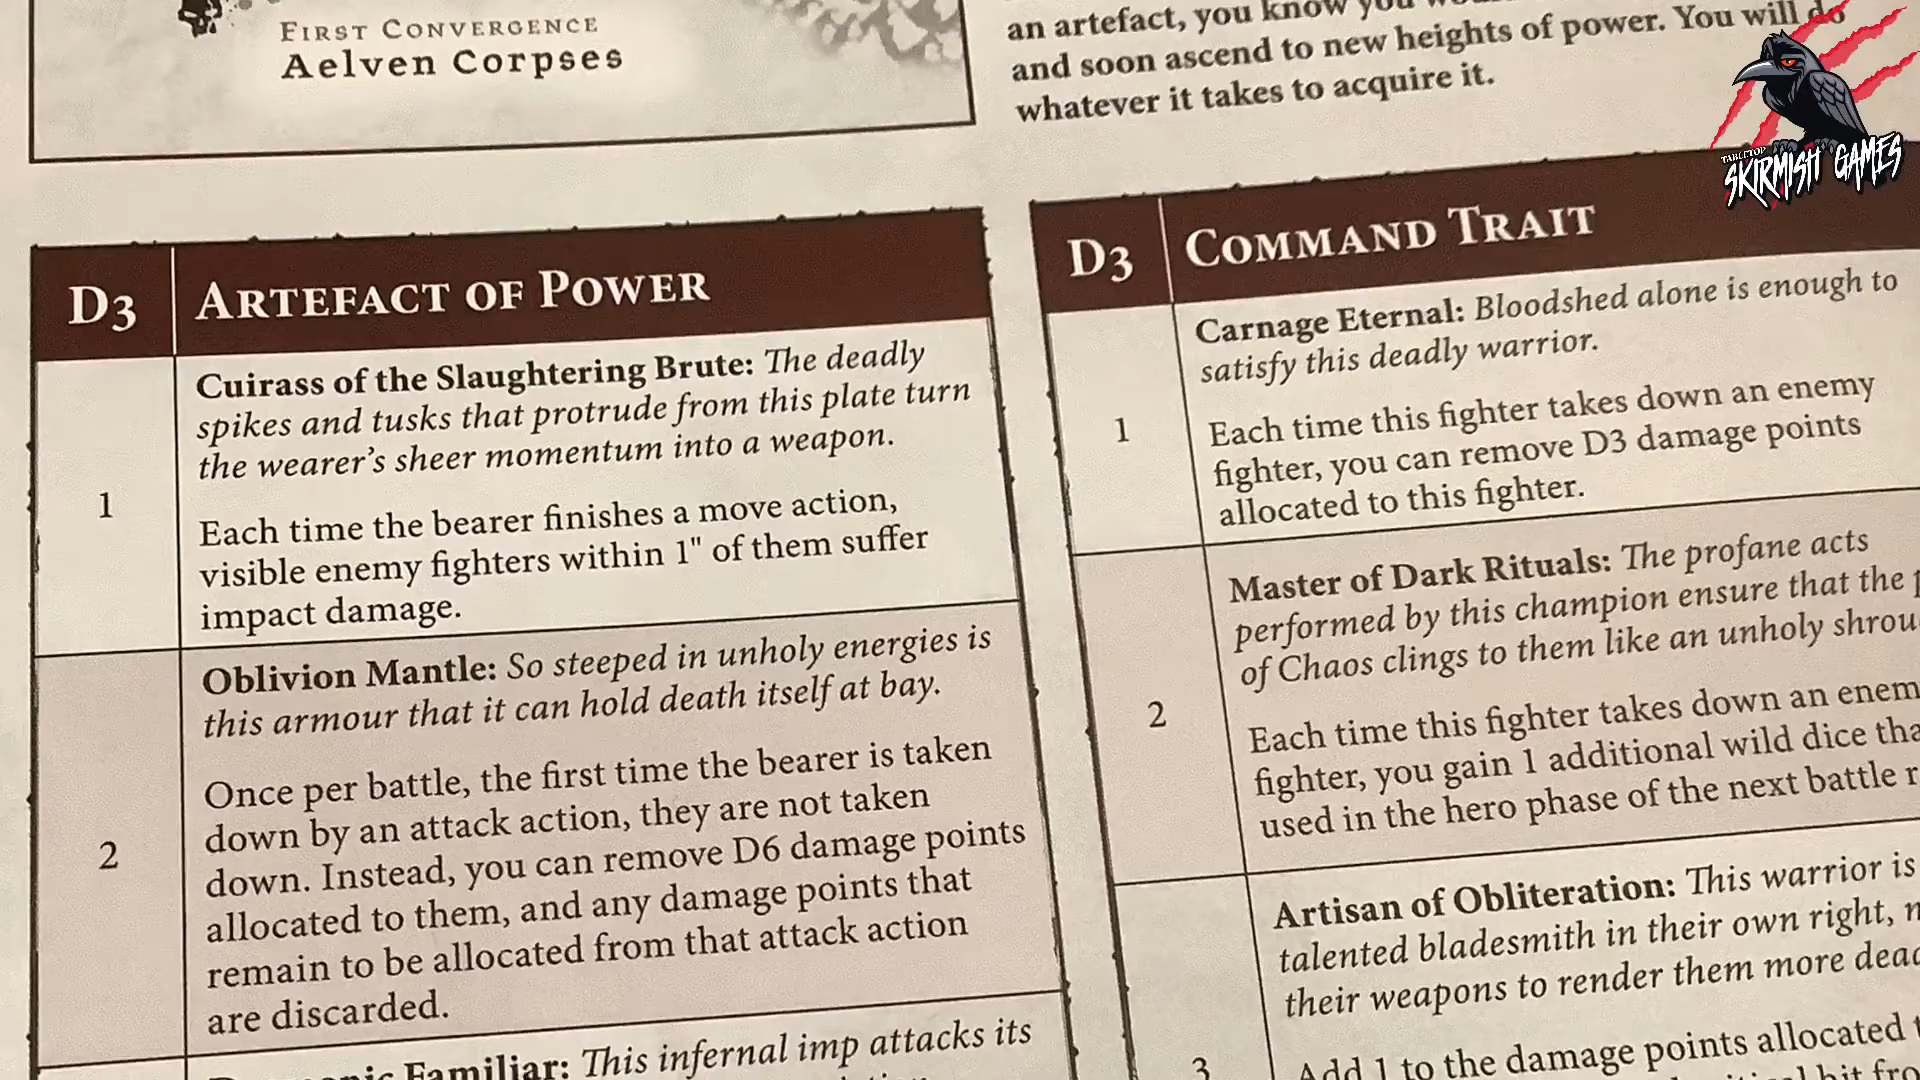 FIRST CONVERGENCE
Aelven Corpses
an artefact, you know you
and soon ascend to new heights of power. You will do
whatever it takes to acquire it.
TABLETOP
SKIRMISH GAMES
D3 ARTEFACT OF POWER
1
Cuirass of the Slaughtering Brute: The deadly
spikes and tusks that protrude from this plate turn
the wearer's sheer momentum into a weapon.
Each time the bearer finishes a move action,
visible enemy fighters within 1" of them suffer
impact damage.
2
Oblivion Mantle: So steeped in unholy energies is
this armour that it can hold death itself at bay.
Once per battle, the first time the bearer is taken
down by an attack action, they are not taken
down. Instead, you can remove D6 damage points
allocated to them, and any damage points that
remain to be allocated from that attack action
are discarded.
Familiar: This infernal imp attacks its
D3 COMMAND TRAIT
1
Carnage Eternal: Bloodshed alone is enough to
satisfy this deadly warrior.
Each time this fighter takes down an enemy
fighter, you can remove D3 damage points
allocated to this fighter.
2
Master of Dark Rituals: The profane acts
performed by this champion ensure that the
of Chaos clings to them like an unholy
Each time this fighter takes down an
fighter, you gain 1 additional wild dice
used in the hero phase of the next battle
3
Artisan of Obliteration: This warrior is
talented bladesmith in their own right,
their weapons to render them more
Add 1 to the damage points allocated